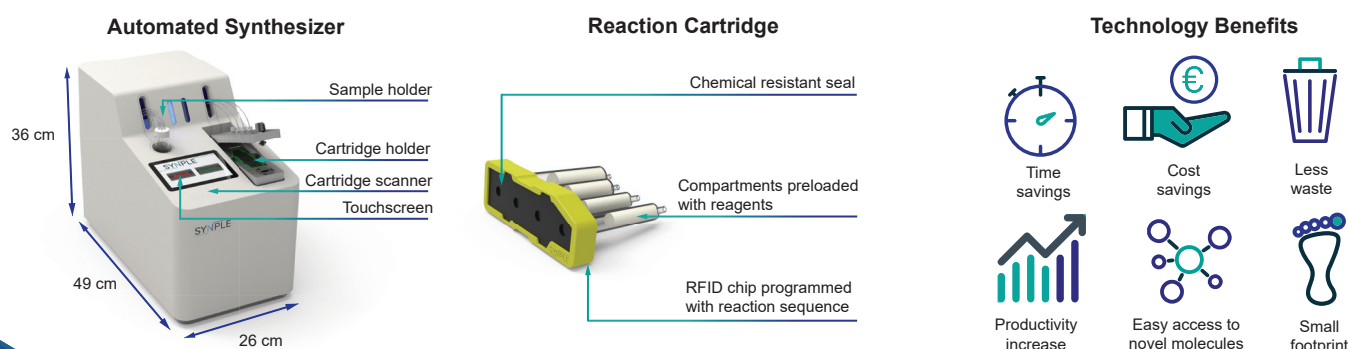 Automated Synthesizer
36 cm
49 cm
26 cm
Sample holder
Cartridge holder
Cartridge scanner
Touchscreen
SYNPLE
SYNPLE
Reaction Cartridge
Chemical resistant seal
Compartments preloaded
with reagents
RFID chip programmed
with reaction sequence
Technology Benefits
€
Time
savings
Cost
savings
Less
waste
Productivity
increase
Easy access to
novel molecules
Small
footprint